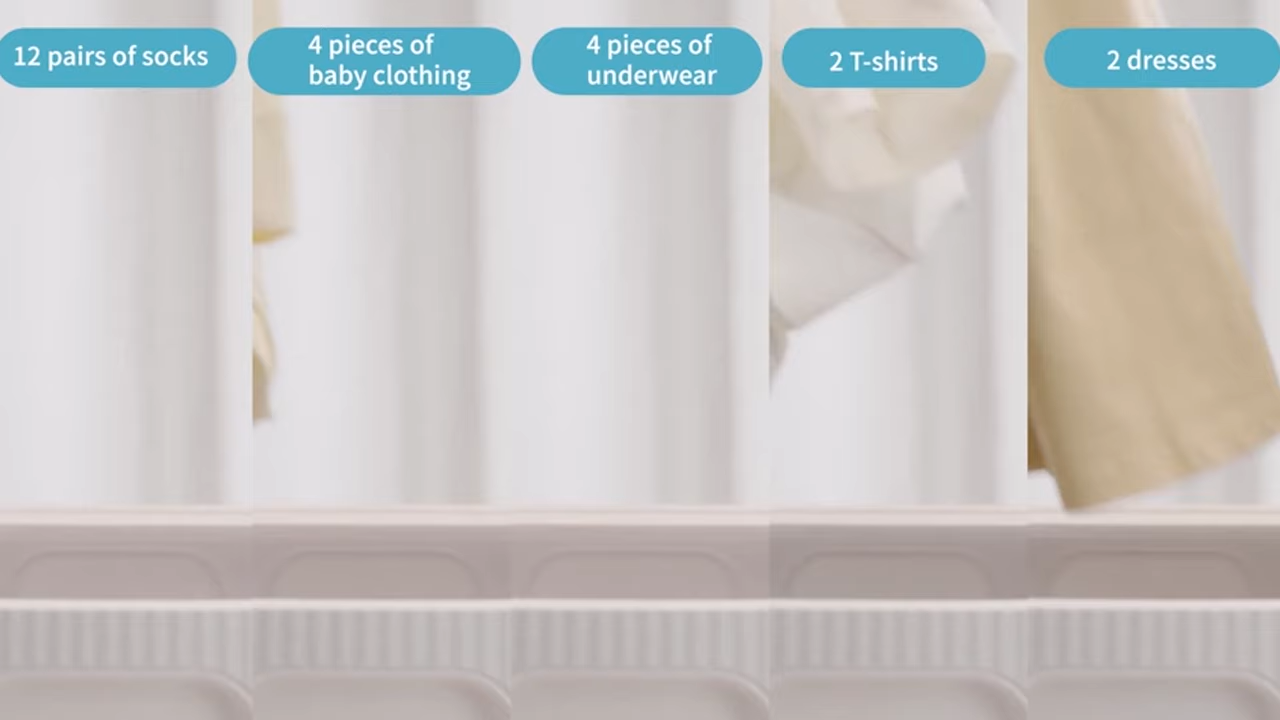 12 pairs of socks
4 pieces of
baby clothing
4 pieces of
underwear
2 T-shirts
2 dresses